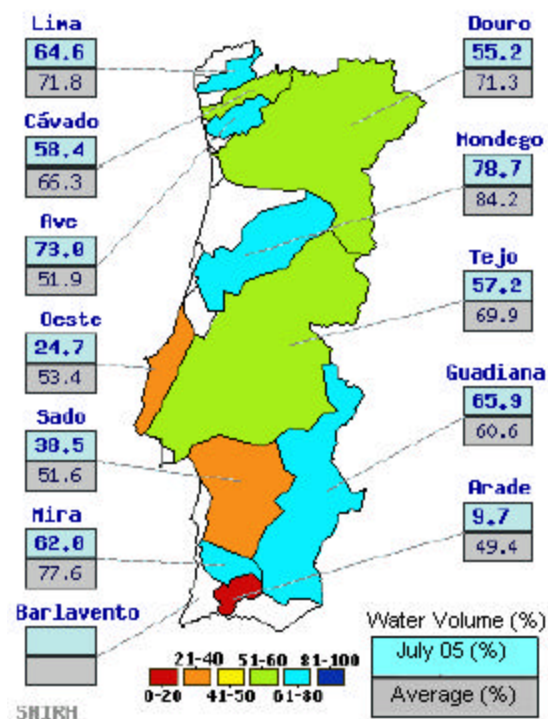 Lima
64.6
71.8
Cávado
58.4
66.3
Ave
73.0
51.9
Oeste
24.7
53.4
Sado
38.5
51.6
Mira
62.0
77.6
Barlavento
Douro
55.2
71.3
Mondego
78.7
84.2
Tejo
57.2
69.9
Guadiana
65.9
60.6
Arade
9.7
49.4
Water Volume (%)
July 05 (%)
Average (%)
21-40 51-60 81-100
0-20 41-50 61-80
SNIRH